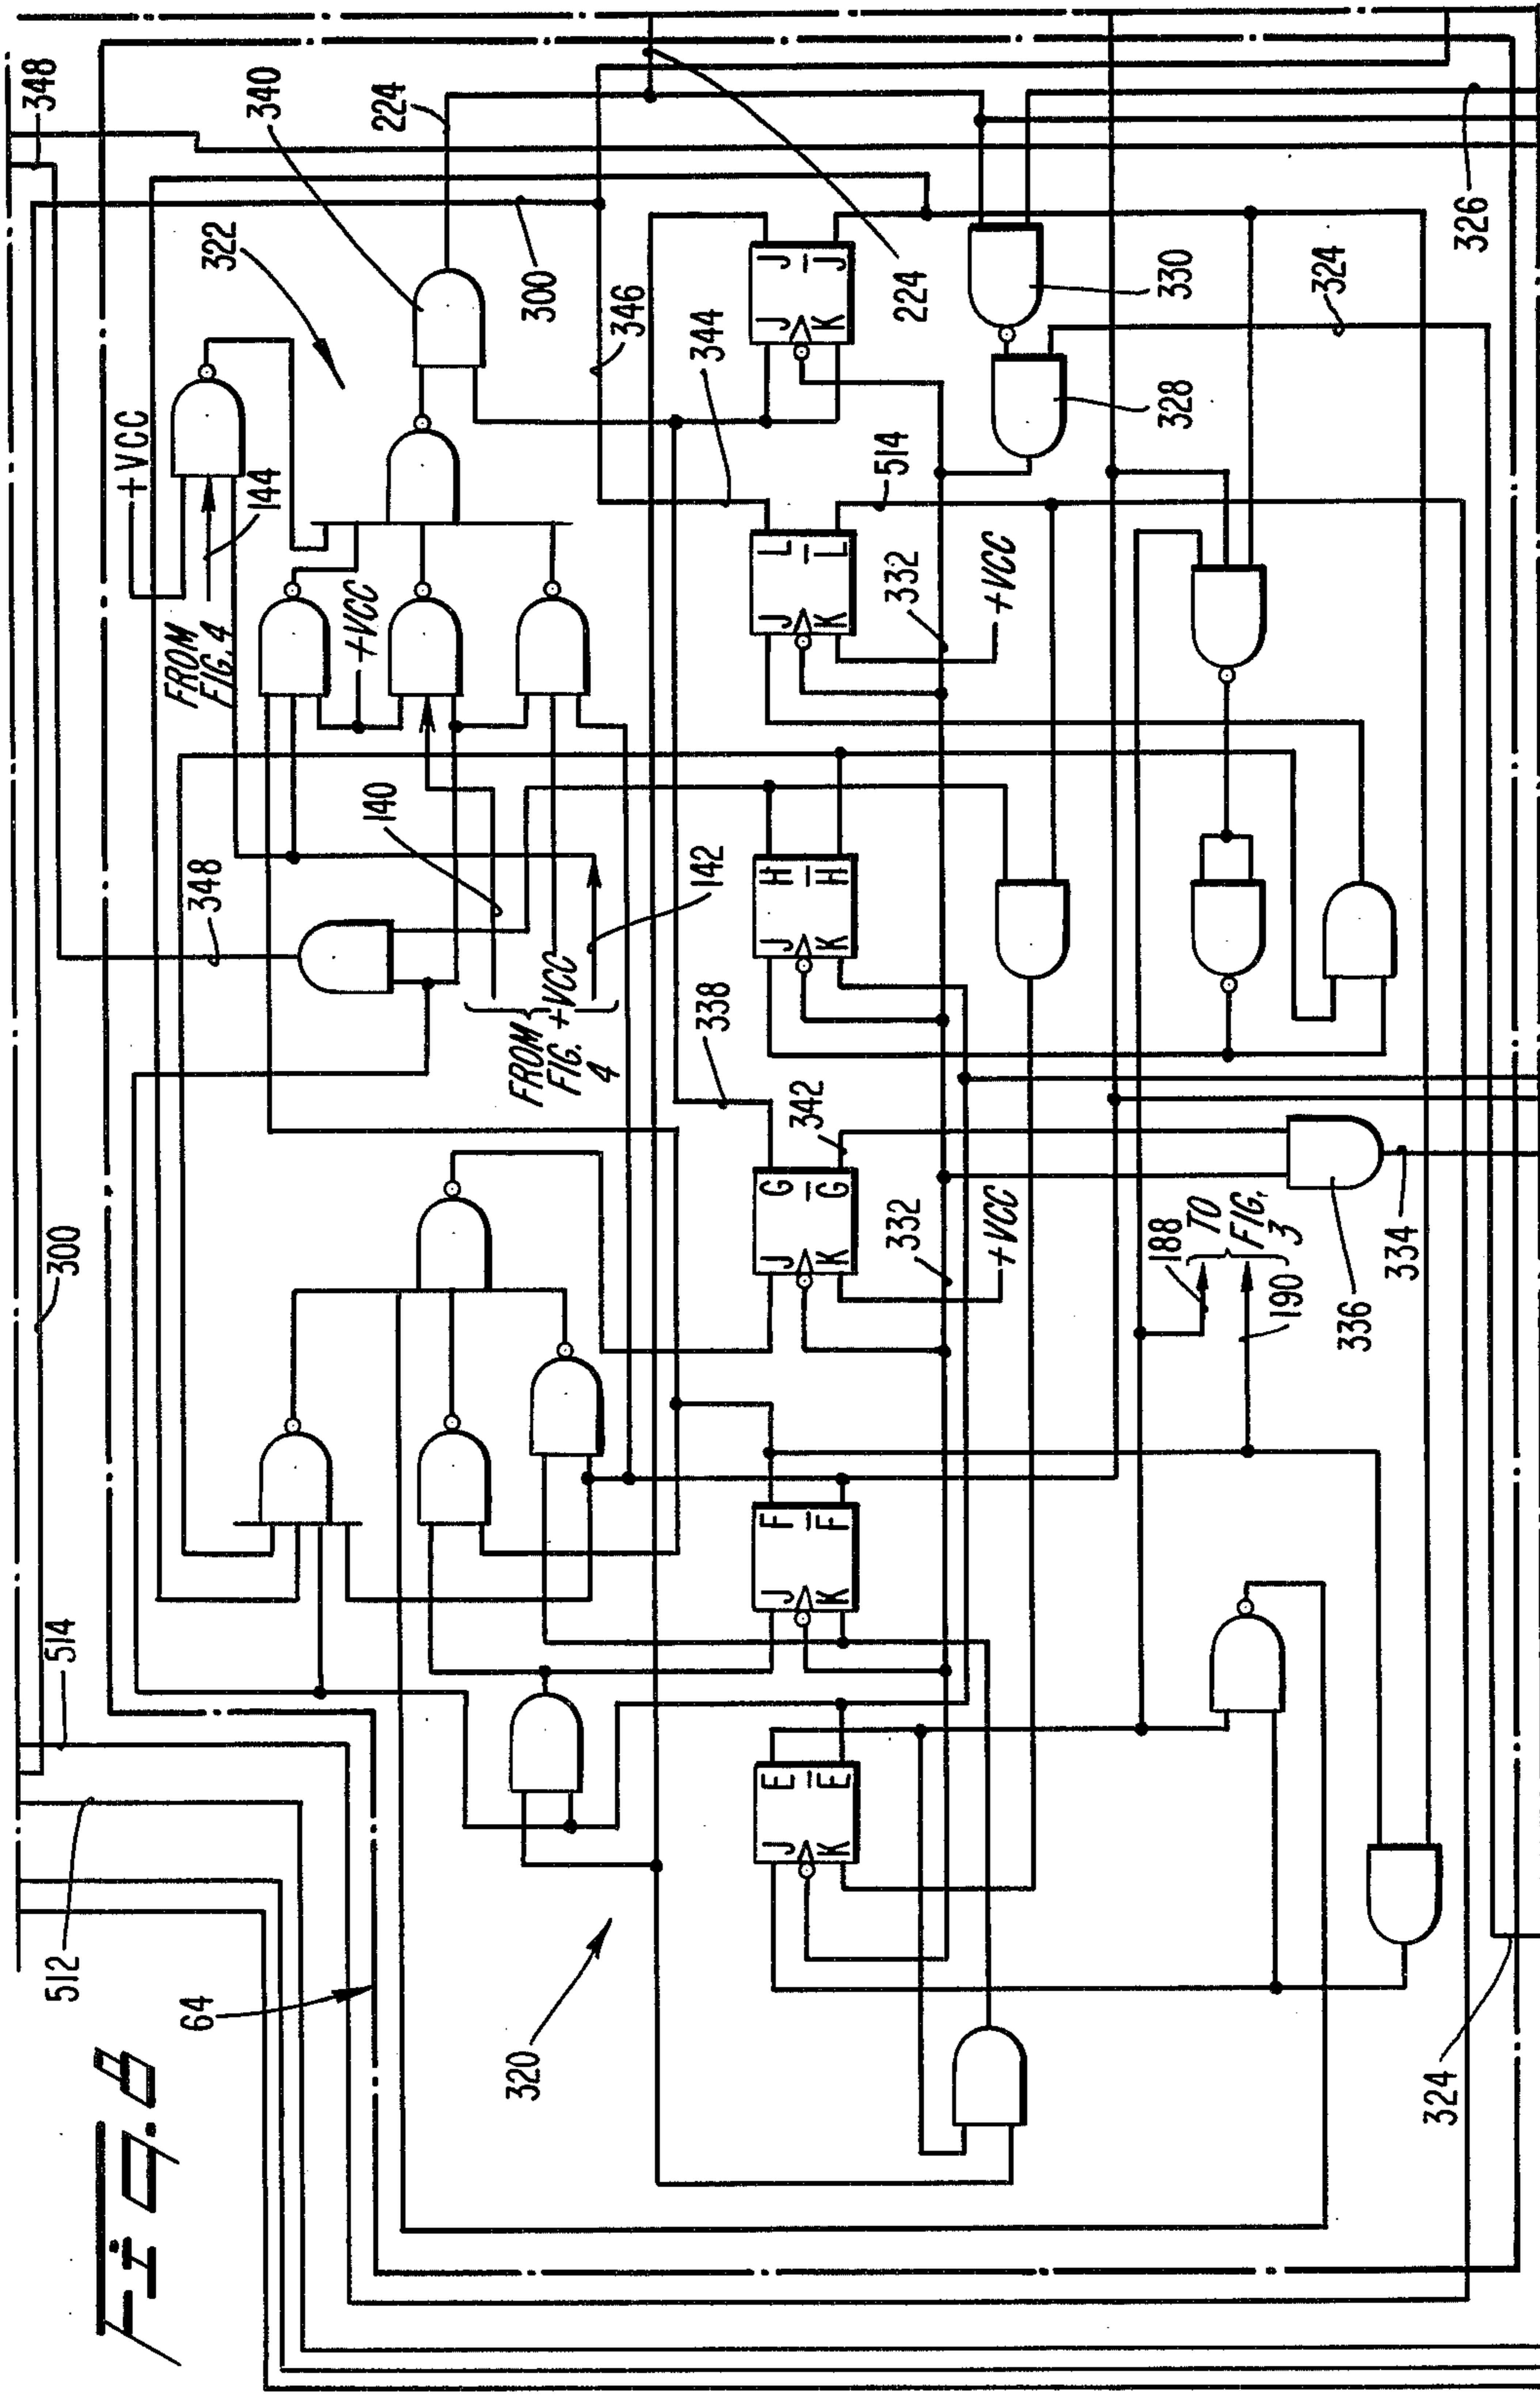 Fig. 8
64
512
514
300
348
348
340
224
322
+VCC
144
FROM
FIG. 4
+VCC
140
142
FROM
FIG.
4
+VCC
300
346
344
338
342
320
224
E
E
J
K
F
F
J
K
G
G
J
K
H
H
J
K
L
L
J
K
J
J
J
K
332
+VCC
332
+VCC
514
330
328
324
326
188
TO
FIG.
3
190
336
334
324